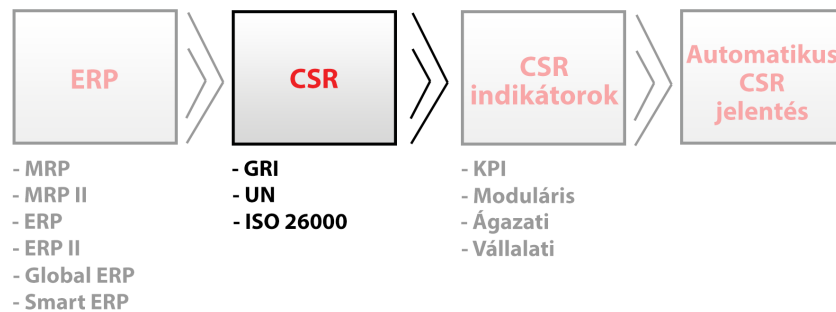 ERP
CSR
CSR
indikátorok
Automatikus
CSR
jelentés
- MRP
- MRP II
- ERP
- ERP II
- Global ERP
- Smart ERP
- GRI
- UN
- ISO 26000
- KPI
- Moduláris
- Ágazati
- Vállalati